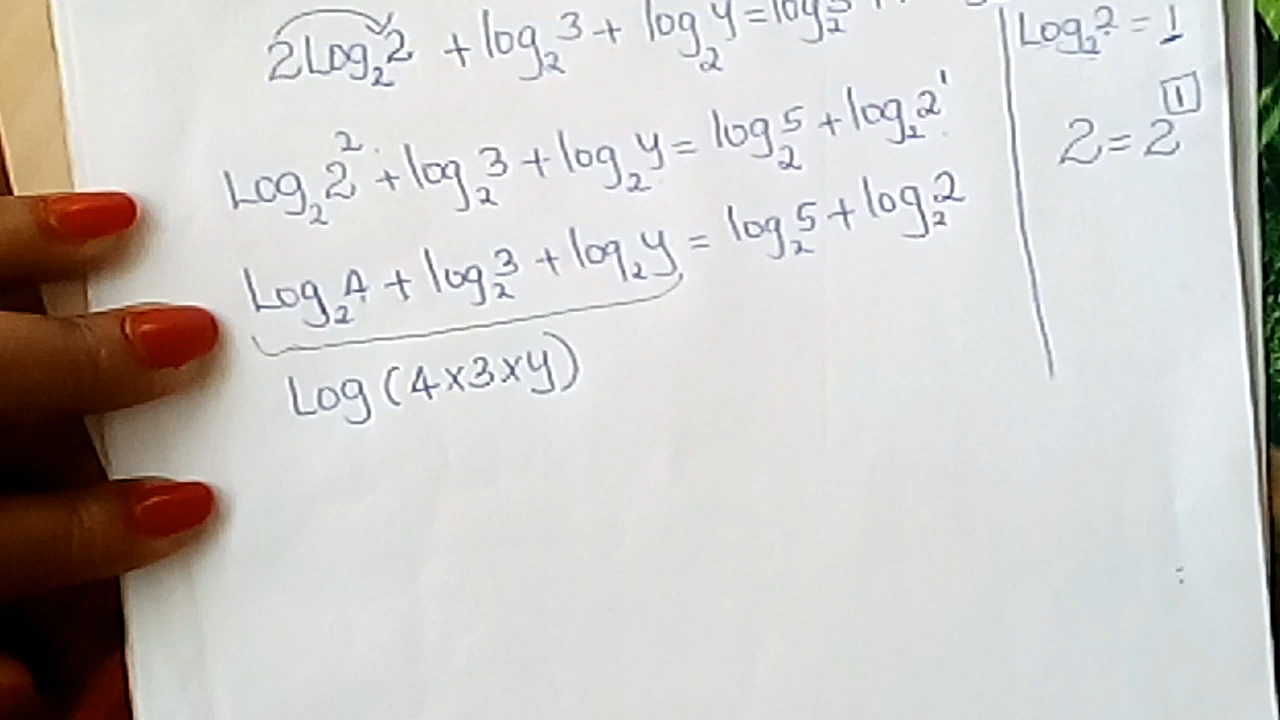 2Log₂2 + log₂3 + log₂y = log₂5
Log₂2² + log₂3 + log₂y = log₂5 + log₂2¹
Log₂4 + log₂3 + log₂y = log₂5 + log₂2
Log(4×3×y)
Log₂2 = 1
2 = 2¹